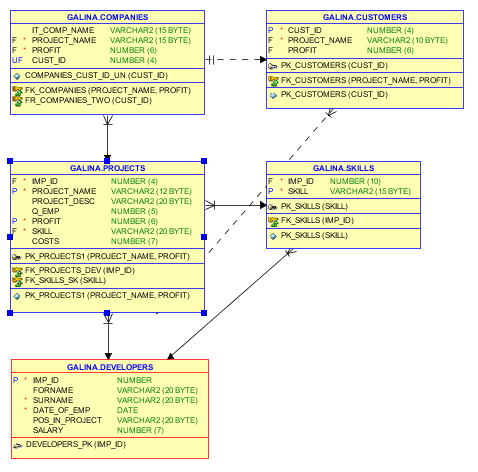 GALINA.COMPANIES
IT_COMP_NAME VARCHAR2 (15 BYTE)
F * PROJECT_NAME VARCHAR2 (15 BYTE)
F * PROFIT NUMBER (6)
UF CUST_ID NUMBER (4)
COMPANIES_CUST_ID_UN (CUST_ID)
FK_COMPANIES (PROJECT_NAME, PROFIT)
FR_COMPANIES_TWO (CUST_ID)
GALINA.CUSTOMERS
P * CUST_ID NUMBER (4)
F * PROJECT_NAME VARCHAR2 (10 BYTE)
F PROFIT NUMBER (6)
PK_CUSTOMERS (CUST_ID)
FK_CUSTOMERS (PROJECT_NAME, PROFIT)
PK_CUSTOMERS (CUST_ID)
GALINA.PROJECTS
F * IMP_ID NUMBER (4)
P * PROJECT_NAME VARCHAR2 (12 BYTE)
PROJECT_DESC VARCHAR2 (20 BYTE)
Q_EMP NUMBER (5)
P * PROFIT NUMBER (6)
F * SKILL VARCHAR2 (20 BYTE)
COSTS NUMBER (7)
PK_PROJECTS1 (PROJECT_NAME, PROFIT)
FK_PROJECTS_DEV (IMP_ID)
FK_SKILLS_SK (SKILL)
PK_PROJECTS1 (PROJECT_NAME, PROFIT)
GALINA.SKILLS
F * IMP_ID NUMBER (10)
P * SKILL VARCHAR2 (15 BYTE)
PK_SKILLS (SKILL)
FK_SKILLS (IMP_ID)
PK_SKILLS (SKILL)
GALINA.DEVELOPERS
P * IMP_ID NUMBER
FORNAME VARCHAR2 (20 BYTE)
* SURNAME VARCHAR2 (20 BYTE)
* DATE_OF_EMP DATE
POS_IN_PROJECT VARCHAR2 (20 BYTE)
SALARY NUMBER (7)
DEVELOPERS_PK (IMP_ID)